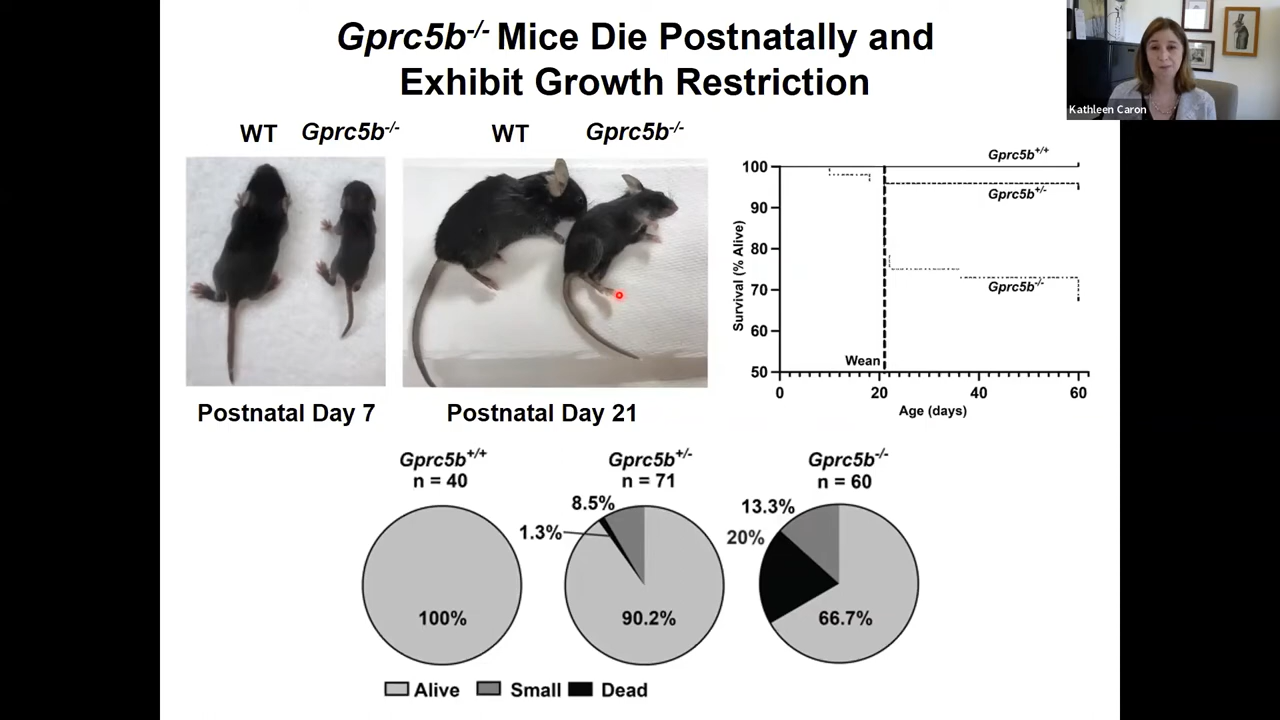 Gprc5b-/- Mice Die Postnatally and
Exhibit Growth Restriction
Kathleen Caron
WT Gprc5b-/-
WT Gprc5b-/-
Postnatal Day 7
Postnatal Day 21
Survival (% Alive)
100
90
80
70
60
50
Gprc5b+/+
Gprc5b+/-
Gprc5b-/-
Wean
0 20 40 60
Age (days)
Gprc5b+/+
n = 40
100%
Gprc5b+/-
n = 71
8.5%
1.3%
90.2%
Gprc5b-/-
n = 60
13.3%
20%
66.7%
Alive Small Dead